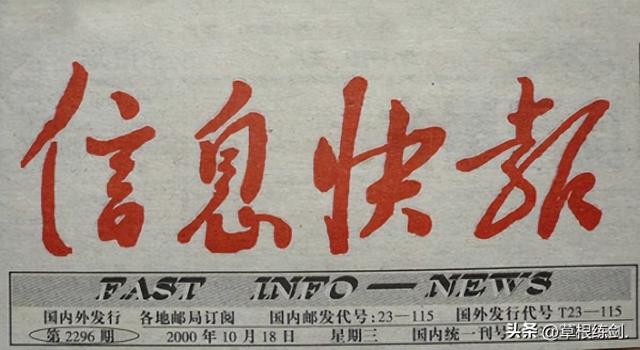 信息快报
FAST INFO—NEWS
国内外发行 各地邮局订阅 国内邮发代号:23—115 国外发行代号 T23—115
第 2296 期 2000 年 10 月 18 日 星期三 国内统一刊号
头条 @草根练剑